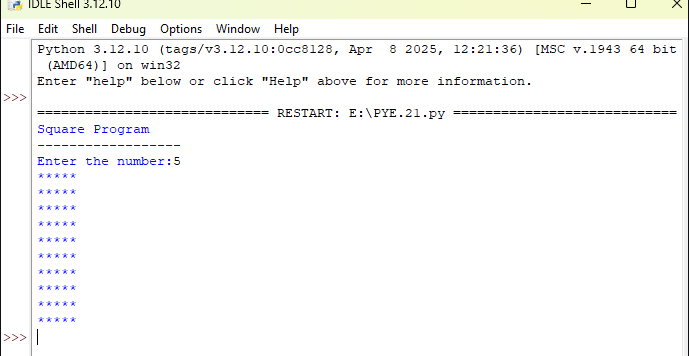 IDLE Shell 3.12.10
File Edit Shell Debug Options Window Help
Python 3.12.10 (tags/v3.12.10:0cc8128, Apr  8 2025, 12:21:36) [MSC v.1943 64 bit
(AMD64)] on win32
Enter "help" below or click "Help" above for more information.
>>>
============================= RESTART: E:\PYE.21.py ============================
Square Program
------------------
Enter the number:5
*****
*****
*****
*****
*****
*****
*****
*****
*****
*****
>>>